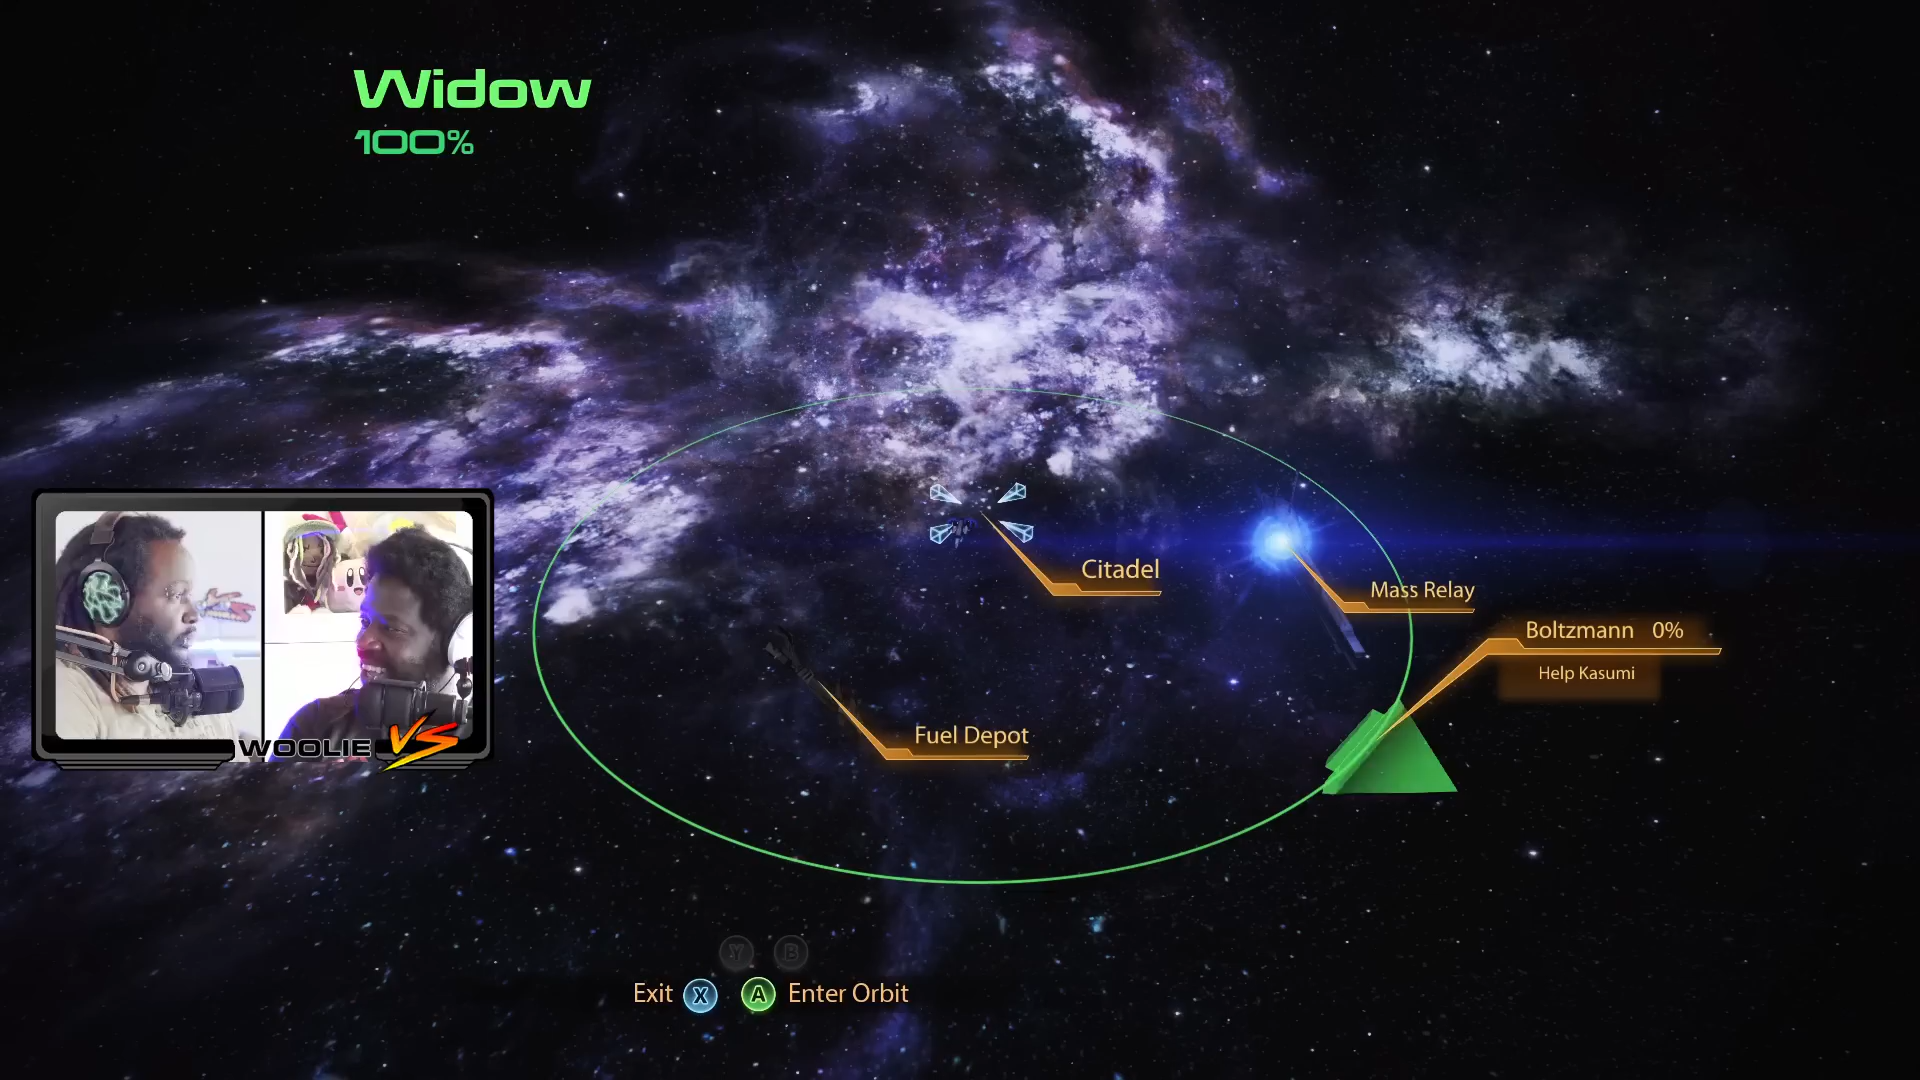 Widow
100%
Citadel
Mass Relay
Boltzmann 0%
Help Kasumi
Fuel Depot
WOOLIE VS
Y B
Exit X A Enter Orbit